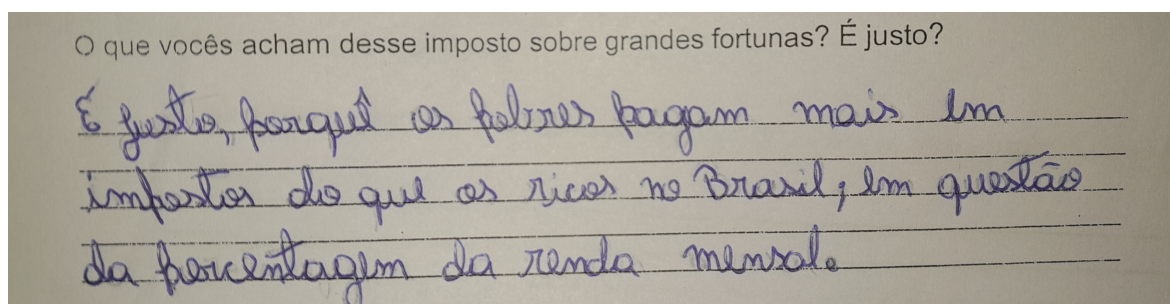 O que vocês acham desse imposto sobre grandes fortunas? É justo?
É justo, porquê os pobres pagam mais em
impostos do que os ricos no Brasil; em questão
da porcentagem da renda mensal.